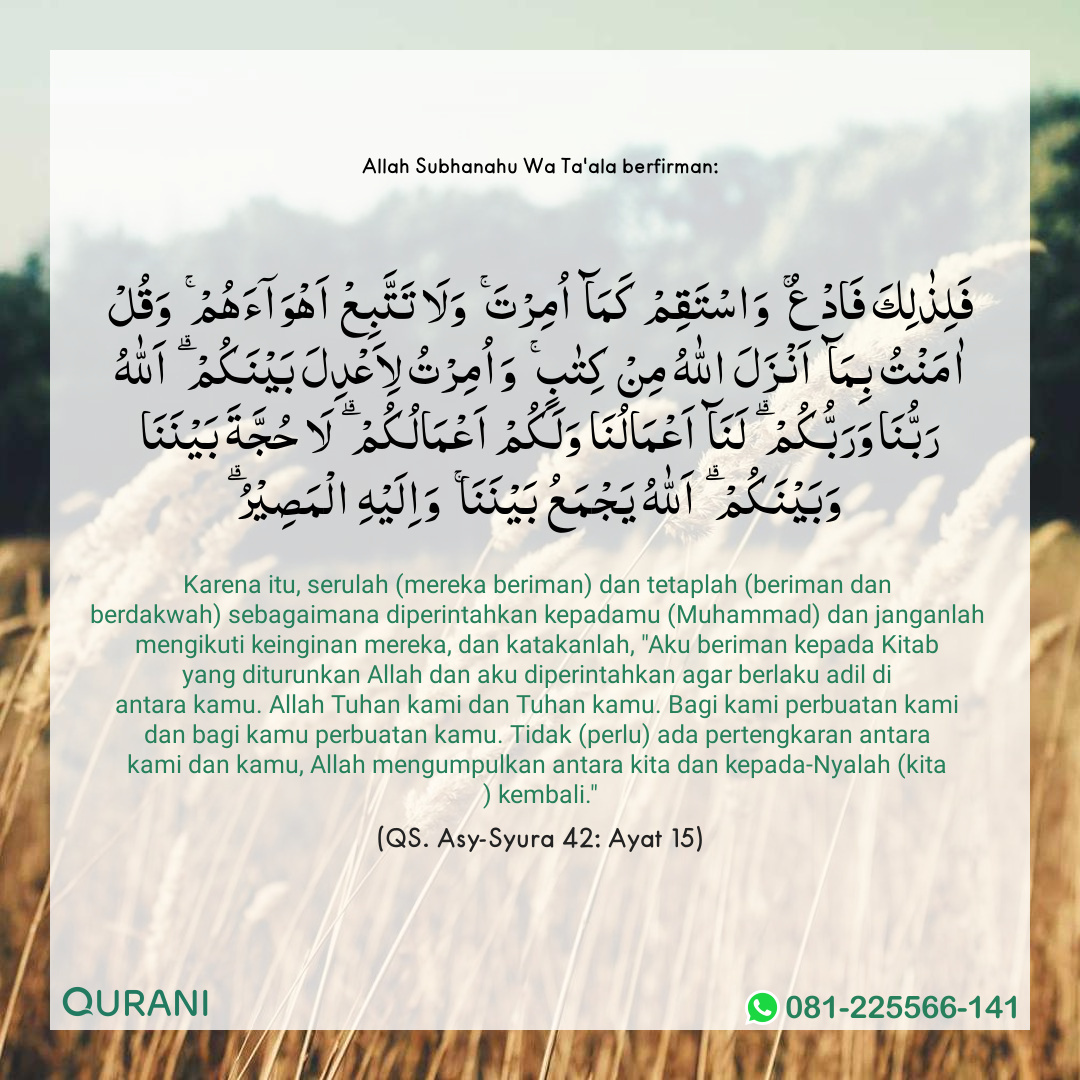 Allah Subhanahu Wa Ta'ala berfirman:
فَلِذٰلِكَ فَادْعُ ۚ وَاسْتَقِمْ كَمَاۤ اُمِرْتَ ۚ وَلَا تَتَّبِعْ اَهْوَآءَهُمْ ۚ وَقُلْ
اٰمَنْتُ بِمَاۤ اَنْزَلَ اللّٰهُ مِنْ كِتٰبٍ ۚ وَاُمِرْتُ لِاَعْدِلَ بَيْنَكُمْ ۗ اَللّٰهُ
رَبُّنَا وَرَبُّكُمْ ۗ لَنَاۤ اَعْمَالُنَا وَلَـكُمْ اَعْمَالُكُمْ ۗ لَا حُجَّةَ بَيْنَنَا
وَبَيْنَكُمْ ۗ اَللّٰهُ يَجْمَعُ بَيْنَنَا ۚ وَاِلَيْهِ الْمَصِيْرُ ۗ
Karena itu, serulah (mereka beriman) dan tetaplah (beriman dan
berdakwah) sebagaimana diperintahkan kepadamu (Muhammad) dan janganlah
mengikuti keinginan mereka, dan katakanlah, "Aku beriman kepada Kitab
yang diturunkan Allah dan aku diperintahkan agar berlaku adil di
antara kamu. Allah Tuhan kami dan Tuhan kamu. Bagi kami perbuatan kami
dan bagi kamu perbuatan kamu. Tidak (perlu) ada pertengkaran antara
kami dan kamu, Allah mengumpulkan antara kita dan kepada-Nyalah (kita
) kembali."
(QS. Asy-Syura 42: Ayat 15)
QURANI
081-225566-141